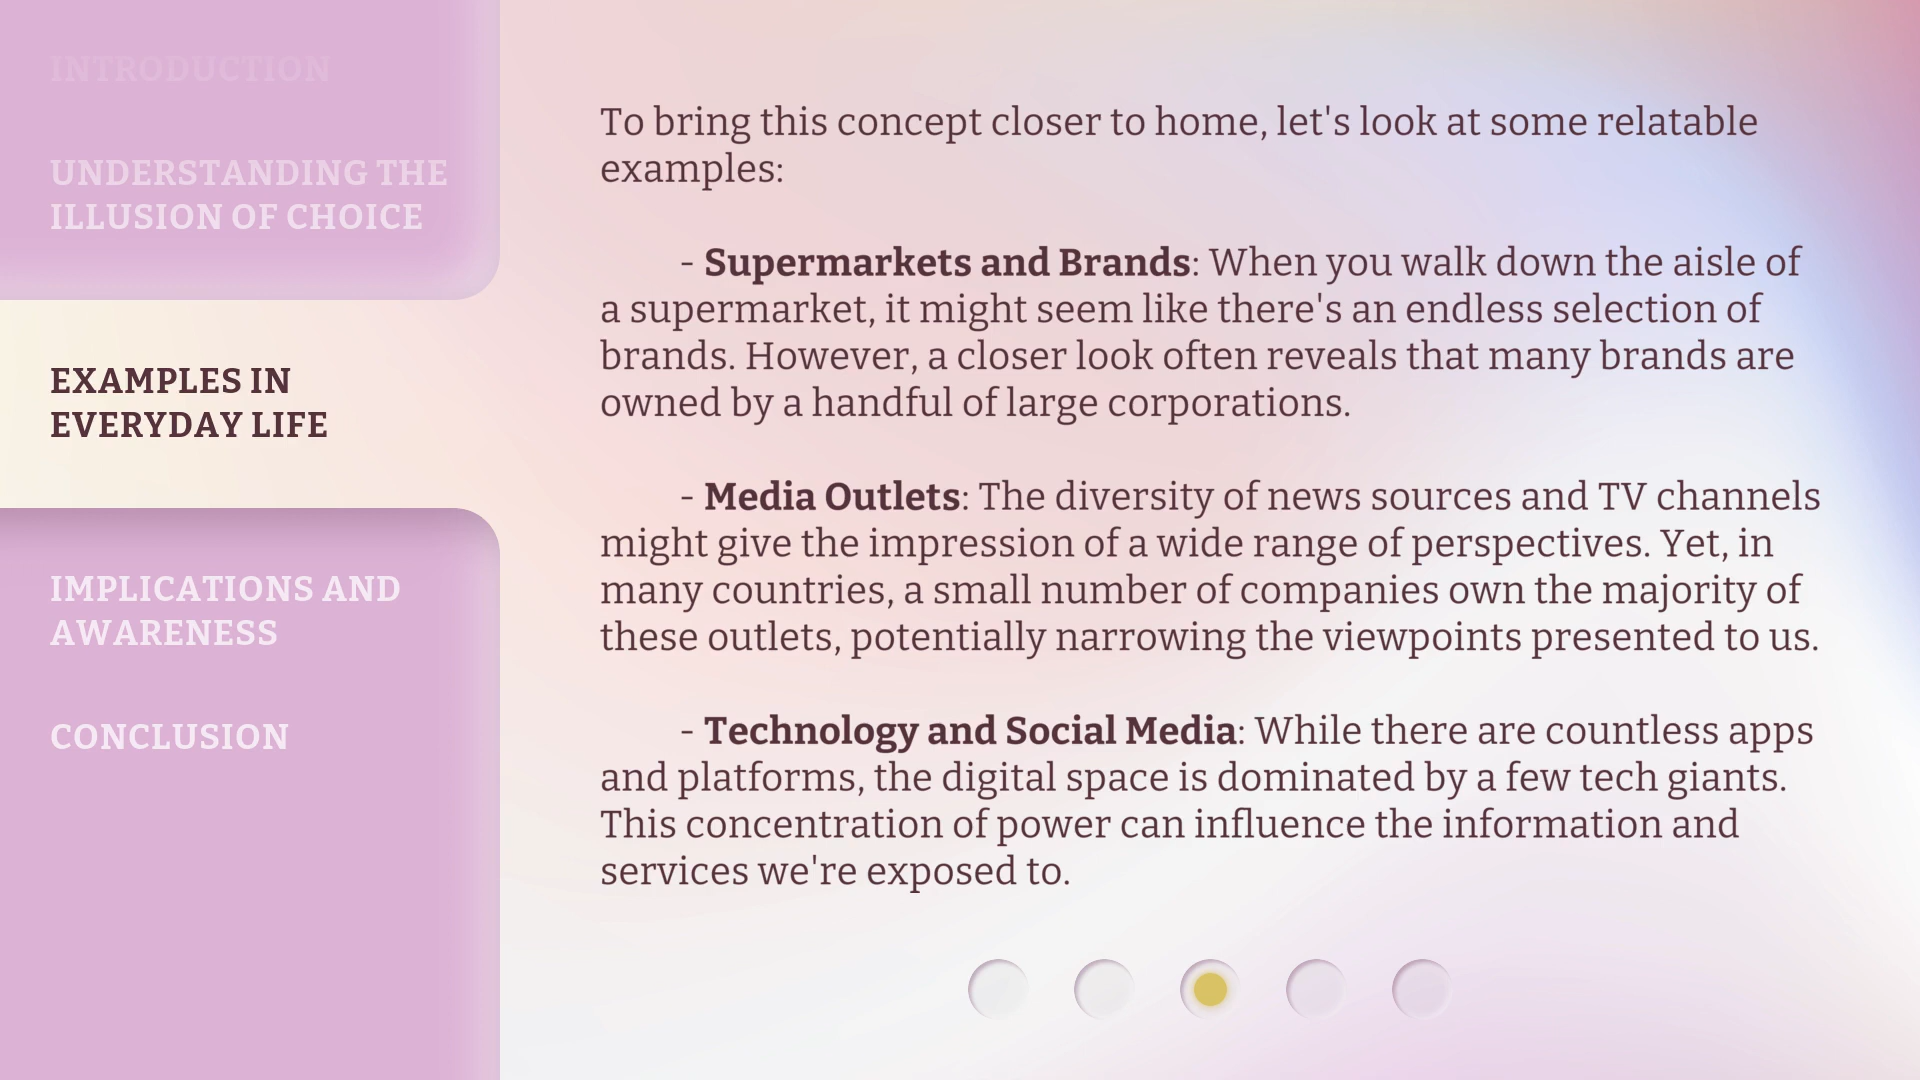 INTRODUCTION
UNDERSTANDING THE
ILLUSION OF CHOICE
EXAMPLES IN
EVERYDAY LIFE
IMPLICATIONS AND
AWARENESS
CONCLUSION
To bring this concept closer to home, let's look at some relatable
examples:
- Supermarkets and Brands: When you walk down the aisle of
a supermarket, it might seem like there's an endless selection of
brands. However, a closer look often reveals that many brands are
owned by a handful of large corporations.
- Media Outlets: The diversity of news sources and TV channels
might give the impression of a wide range of perspectives. Yet, in
many countries, a small number of companies own the majority of
these outlets, potentially narrowing the viewpoints presented to us.
- Technology and Social Media: While there are countless apps
and platforms, the digital space is dominated by a few tech giants.
This concentration of power can influence the information and
services we're exposed to.